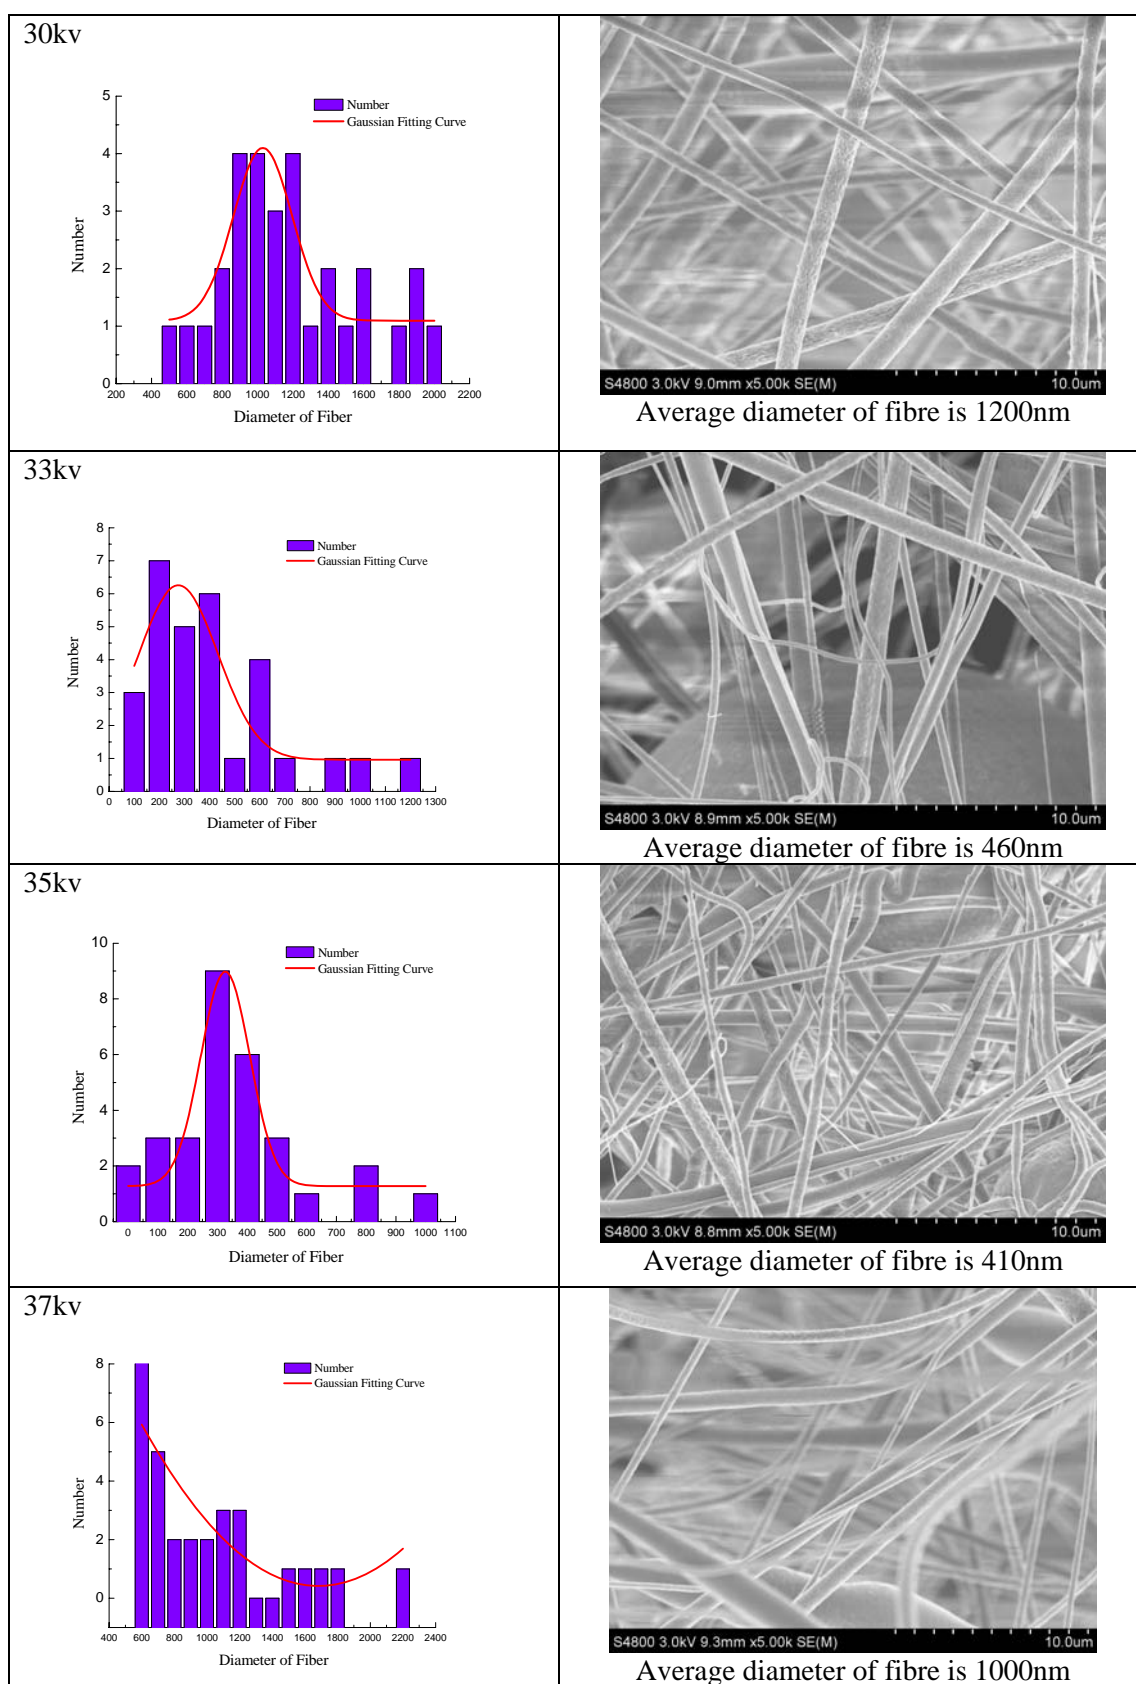 30kv
5
4
3
2
1
0
Number
Number
Gaussian Fitting Curve
200 400 600 800 1000 1200 1400 1600 1800 2000 2200
Diameter of Fiber
S4800 3.0kV 9.0mm x5.00k SE(M) 10.0um
Average diameter of fibre is 1200nm
33kv
8
7
6
5
4
3
2
1
0
Number
Number
Gaussian Fitting Curve
0 100 200 300 400 500 600 700 800 900 1000 1100 1200 1300
Diameter of Fiber
S4800 3.0kV 8.9mm x5.00k SE(M) 10.0um
Average diameter of fibre is 460nm
35kv
10
8
6
4
2
0
Number
Number
Gaussian Fitting Curve
0 100 200 300 400 500 600 700 800 900 1000 1100
Diameter of Fiber
S4800 3.0kV 8.8mm x5.00k SE(M) 10.0um
Average diameter of fibre is 410nm
37kv
8
6
4
2
0
Number
Number
Gaussian Fitting Curve
400 600 800 1000 1200 1400 1600 1800 2000 2200 2400
Diameter of Fiber
S4800 3.0kV 9.3mm x5.00k SE(M) 10.0um
Average diameter of fibre is 1000nm